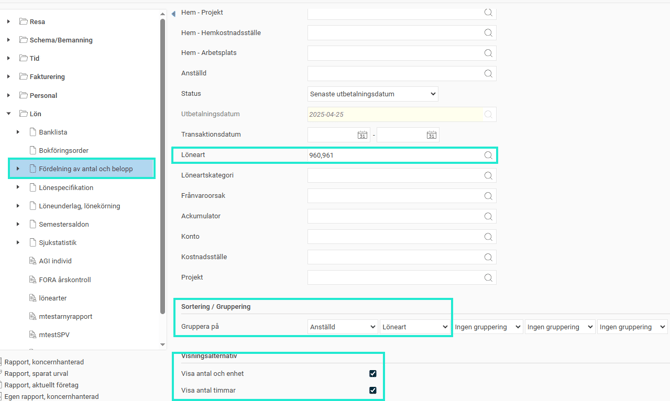 Resa
Schema/Bemanning
Tid
Fakturering
Personal
Lön
Banklista
Bokföringsorder
Fördelning av antal och belopp
Lönespecifikation
Löneunderlag, lönekörning
Semestersaldon
Sjukstatistik
AGI individ
FORA årskontroll
lönearter
mtestarnyrapport
mtestSPV
Rapport, koncernhanterad
Rapport, sparat urval
Rapport, aktuellt företag
Egen rapport, koncernhanterad
Hem - Projekt
Hem - Hemkostnadsställe
Hem - Arbetsplats
Anställd
Status Senaste utbetalningsdatum
Utbetalningsdatum 2025-04-25
Transaktionsdatum -
Löneart 960,961
Löneartskategori
Frånvaroorsak
Ackumulator
Konto
Kostnadsställe
Projekt
Sortering / Gruppering
Gruppera på Anställd Löneart Ingen gruppering Ingen gruppering Ingen gruppering
Visningsalternativ
Visa antal och enhet
Visa antal timmar